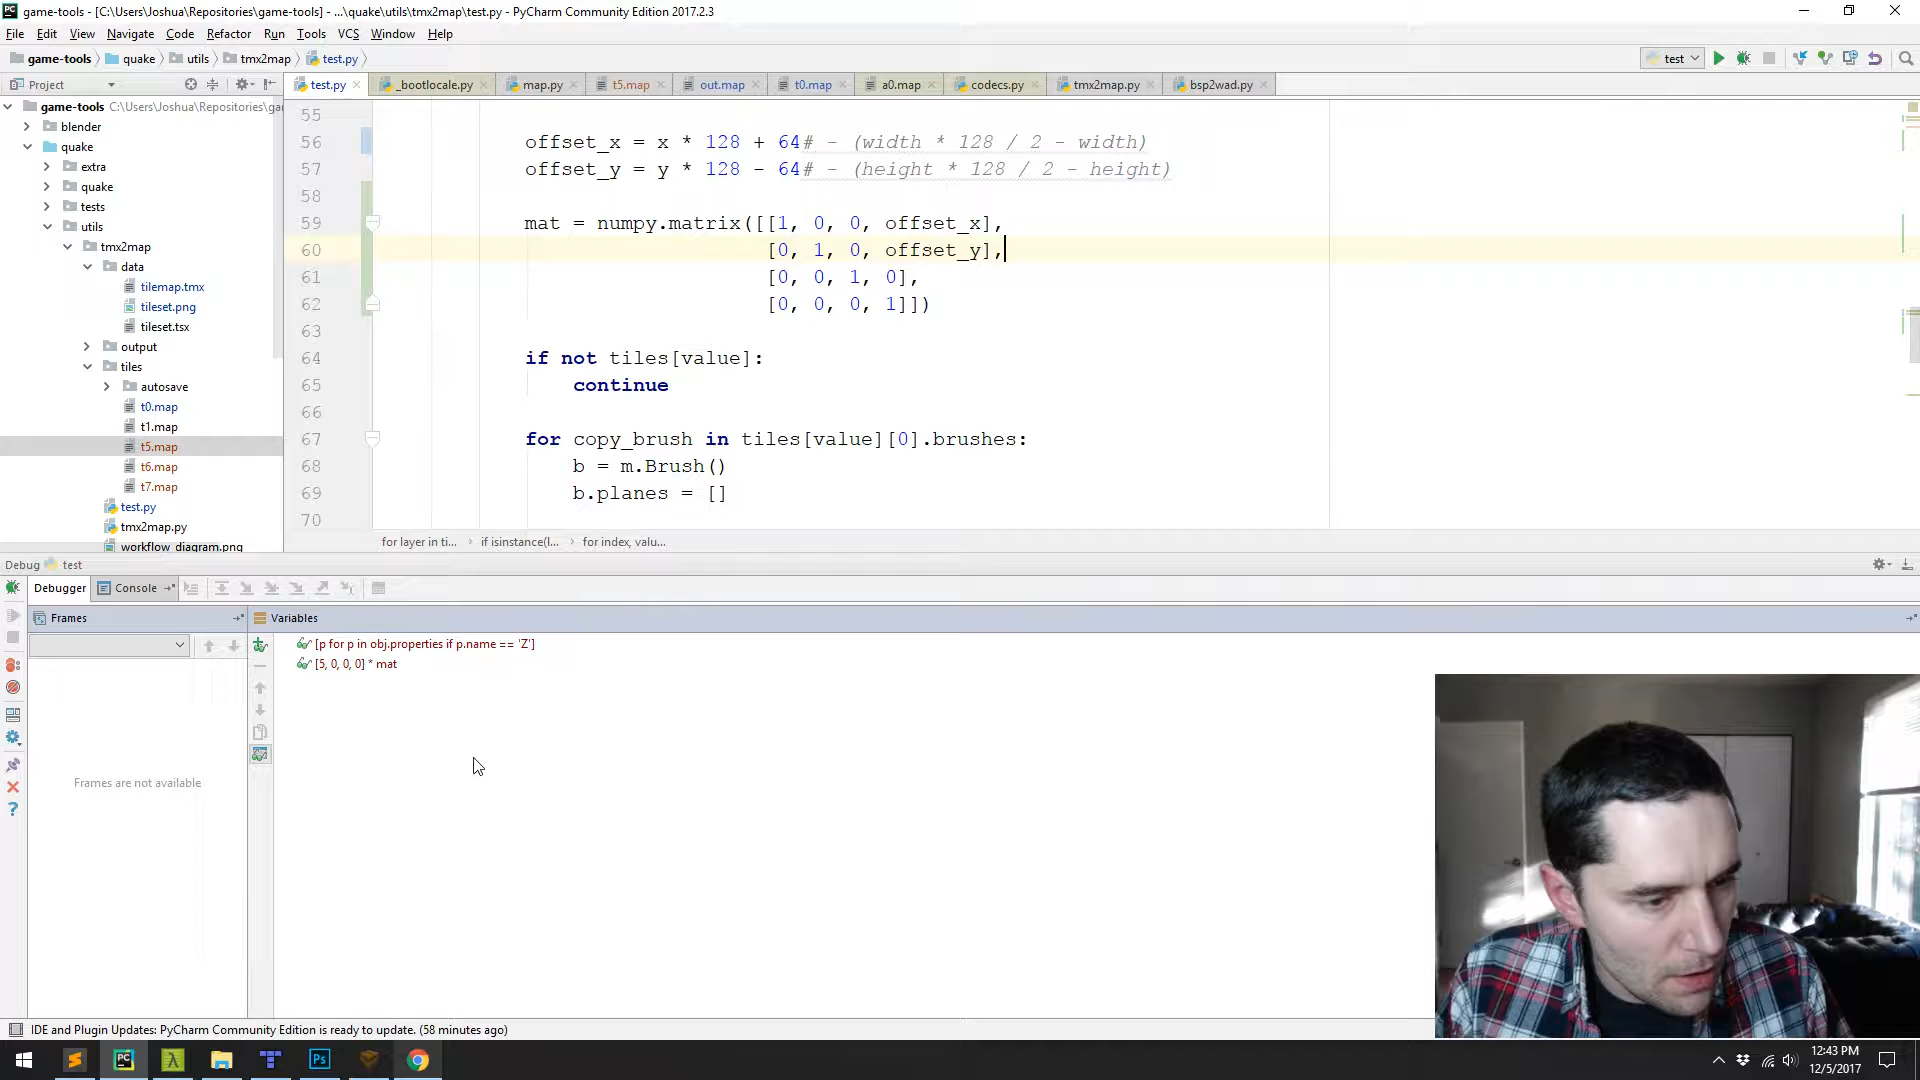 game-tools - [C:\Users\Joshua\Repositories\game-tools] - ...\quake\utils\tmx2map\test.py - PyCharm Community Edition 2017.2.3
File Edit View Navigate Code Refactor Run Tools VCS Window Help
game-tools quake utils tmx2map test.py
test
Project
test.py _bootlocale.py map.py t5.map out.map t0.map a0.map codecs.py tmx2map.py bsp2wad.py
game-tools C:\Users\Joshua\Repositories\ga
blender
quake
extra
quake
tests
utils
tmx2map
data
tilemap.tmx
tileset.png
tileset.tsx
output
tiles
autosave
t0.map
t1.map
t5.map
t6.map
t7.map
test.py
tmx2map.py
workflow_diagram.png
55
56 offset_x = x * 128 + 64# - (width * 128 / 2 - width)
57 offset_y = y * 128 - 64# - (height * 128 / 2 - height)
58
59 mat = numpy.matrix([[1, 0, 0, offset_x],
60 [0, 1, 0, offset_y],
61 [0, 0, 1, 0],
62 [0, 0, 0, 1]])
63
64 if not tiles[value]:
65 continue
66
67 for copy_brush in tiles[value][0].brushes:
68 b = m.Brush()
69 b.planes = []
70
for layer in ti... if isinstance(l... for index, valu...
Debug test
Debugger Console
Frames
Variables
[p for p in obj.properties if p.name == 'Z']
[5, 0, 0, 0] * mat
Frames are not available
IDE and Plugin Updates: PyCharm Community Edition is ready to update. (58 minutes ago)
PC
λ
Ps
12:43 PM
12/5/2017